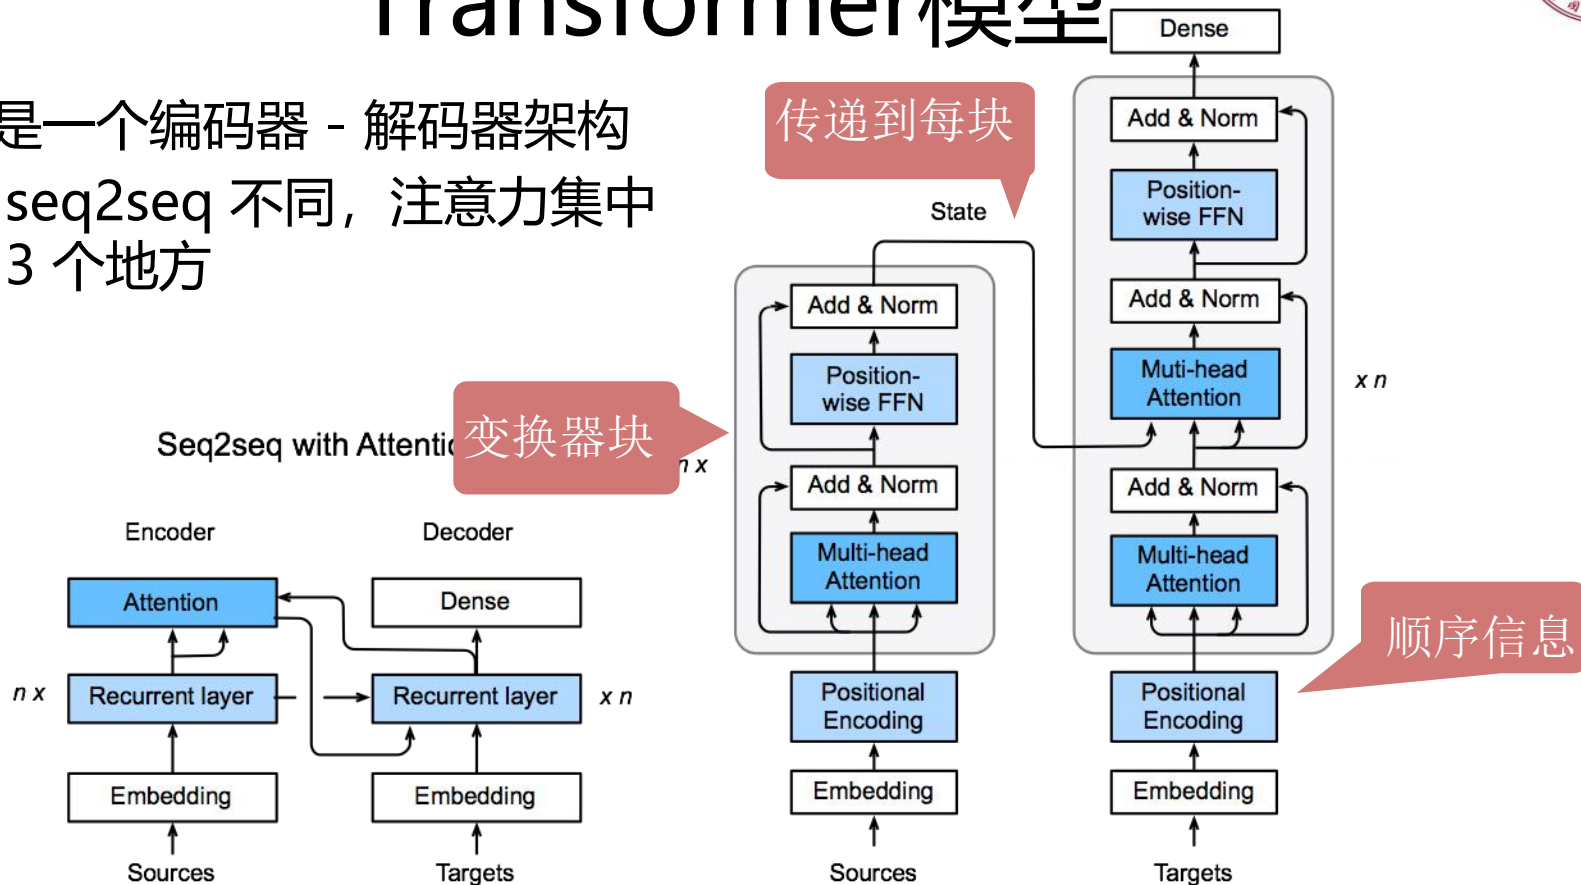 Transformer模型
是一个编码器 - 解码器架构
seq2seq 不同，注意力集中
3 个地方
传递到每块
State
变换器块
顺序信息
Seq2seq with Attentic
Encoder
Decoder
Attention
Dense
n x
Recurrent layer
Recurrent layer
x n
Embedding
Embedding
Sources
Targets
n x
Add & Norm
Position-
wise FFN
Add & Norm
Multi-head
Attention
Positional
Encoding
Embedding
Sources
Dense
Add & Norm
Position-
wise FFN
Add & Norm
Muti-head
Attention
x n
Add & Norm
Multi-head
Attention
Positional
Encoding
Embedding
Targets